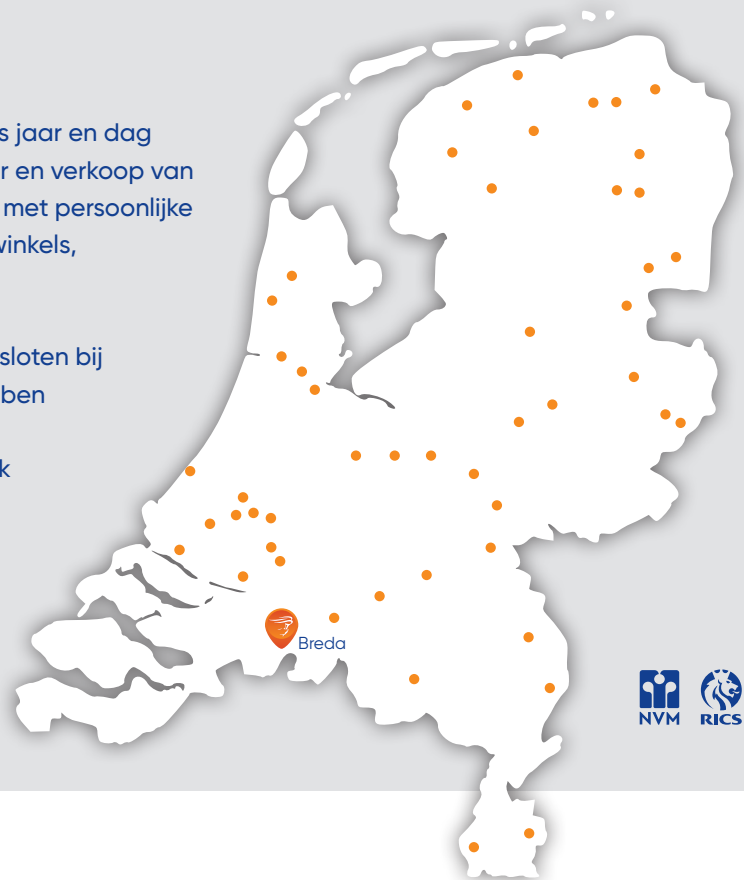 s jaar en dag
r en verkoop van
met persoonlijke
winkels,
sloten bij
ben
k
Breda
NVM
RICS